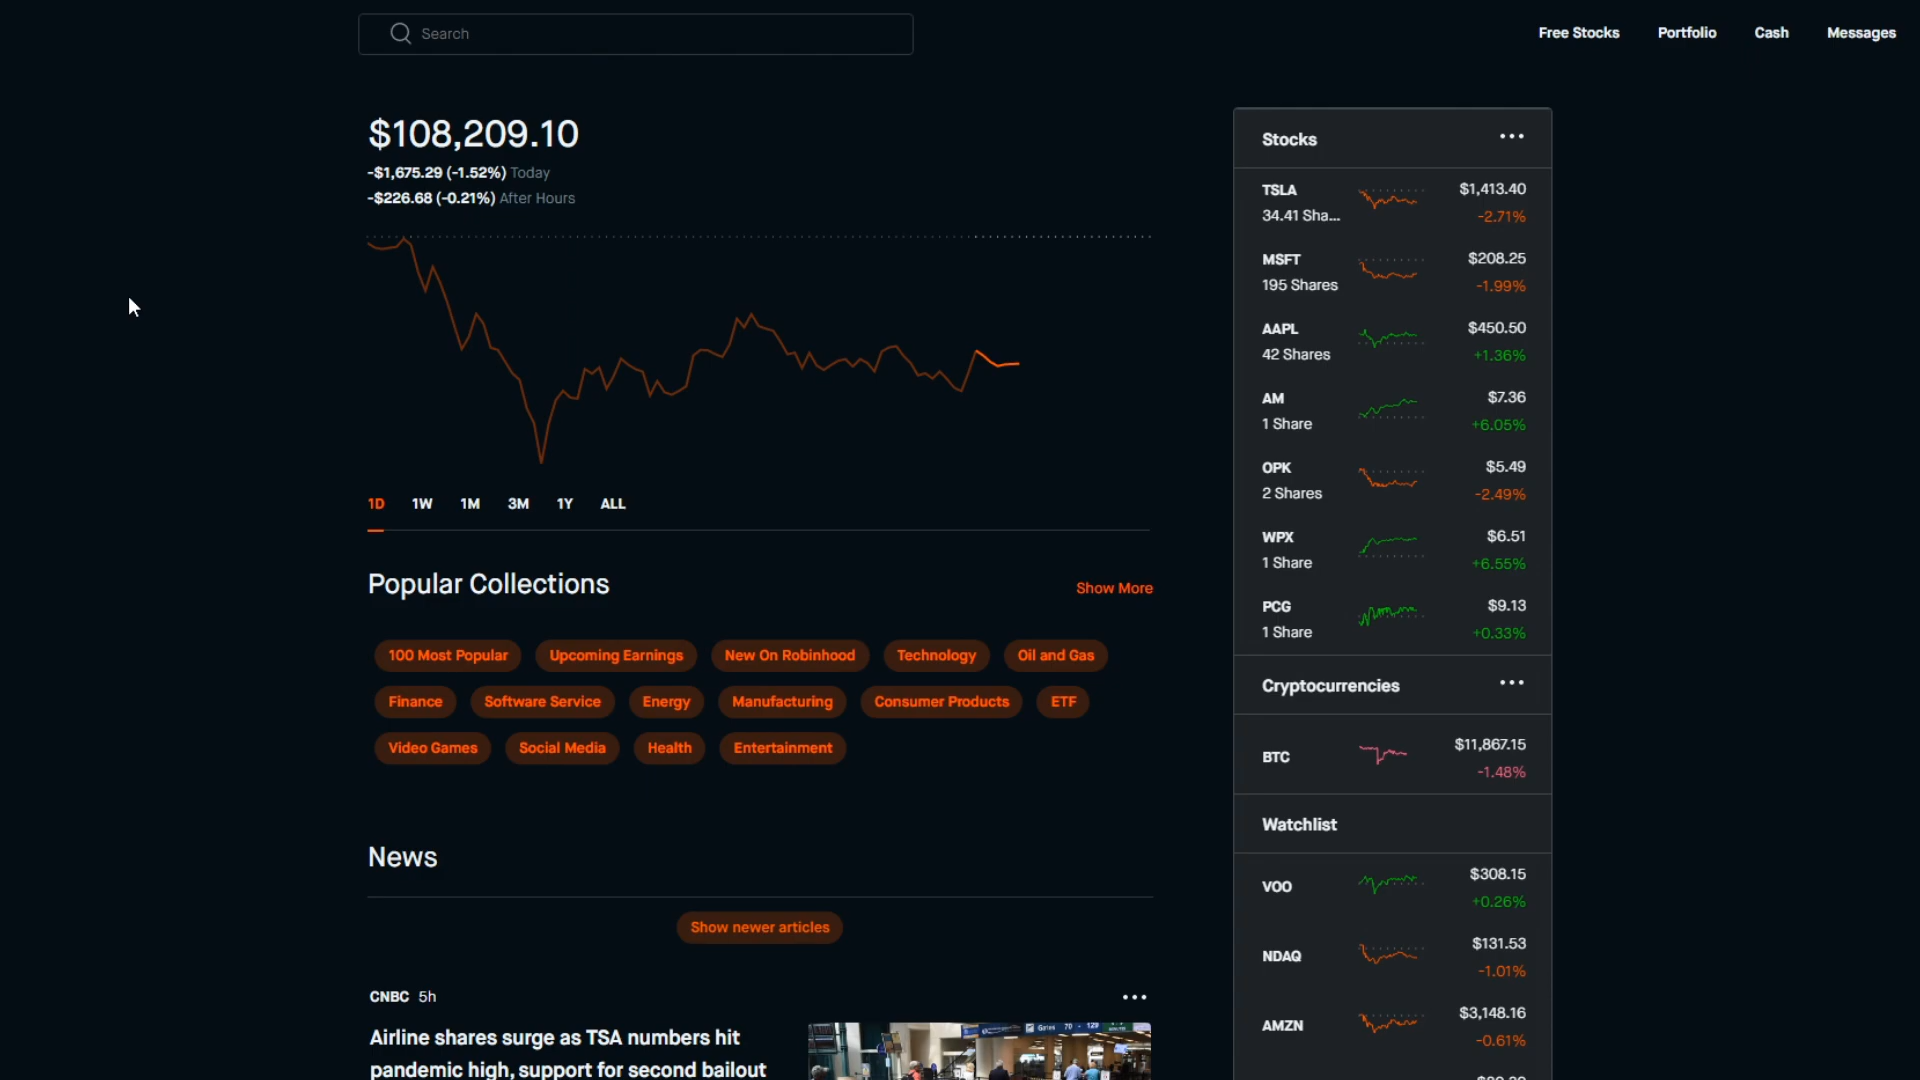 Search
Free Stocks
Portfolio
Cash
Messages
$108,209.10
-$1,675.29 (-1.52%) Today
-$226.68 (-0.21%) After Hours
1D 1W 1M 3M 1Y ALL
Popular Collections
Show More
100 Most Popular
Upcoming Earnings
New On Robinhood
Technology
Oil and Gas
Finance
Software Service
Energy
Manufacturing
Consumer Products
ETF
Video Games
Social Media
Health
Entertainment
News
Show newer articles
CNBC 5h
Airline shares surge as TSA numbers hit
pandemic high, support for second bailout
Gates 70 - 129
Stocks
TSLA $1,413.40
34.41 Sha... -2.71%
MSFT $208.25
195 Shares -1.99%
AAPL $450.50
42 Shares +1.36%
AM $7.36
1 Share +6.05%
OPK $5.49
2 Shares -2.49%
WPX $6.51
1 Share +6.55%
PCG $9.13
1 Share +0.33%
Cryptocurrencies
BTC $11,867.15
-1.48%
Watchlist
VOO $308.15
+0.26%
NDAQ $131.53
-1.01%
AMZN $3,148.16
-0.61%